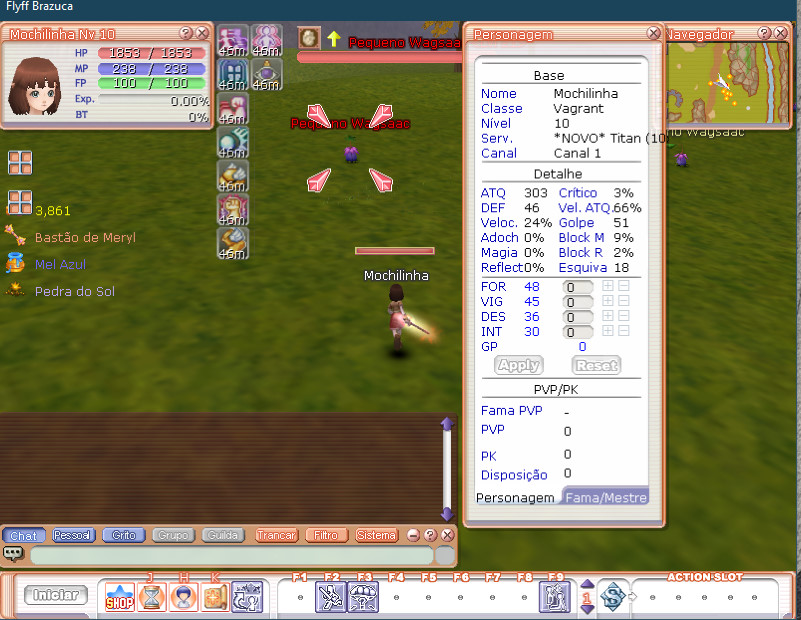 Flyff Brazuca
Mochilinha Nv 10
HP 1853 / 1853
MP 238 / 238
FP 100 / 100
Exp. 0.00%
BT 0%
46m 46m
46m 46m
46m
46m
46m
46m
46m
Pequeno Wagsaa
Pequeno Wagsaac
3,861
Bastão de Meryl
Mel Azul
Pedra do Sol
Mochilinha
Personagem
Base
Nome Mochilinha
Classe Vagrant
Nível 10
Serv. *NOVO* Titan (10
Canal Canal 1
Detalhe
ATQ 303 Crítico 3%
DEF 46 Vel. ATQ. 66%
Veloc. 24% Golpe 51
Adoch 0% Block M 9%
Magia 0% Block R 2%
Reflect 0% Esquiva 18
FOR 48 0
VIG 45 0
DES 36 0
INT 30 0
GP 0
Apply Reset
PVP/PK
Fama PVP -
PVP 0
PK 0
Disposição 0
Personagem Fama/Mestre
Navegador
no Wagsaac
Chat Pessoal Grito Grupo Guilda Trancar Filtro Sistema
Iniciar
SHOP
J H K
F1 F2 F3 F4 F5 F6 F7 F8 F9
1
S
ACTION-SLOT